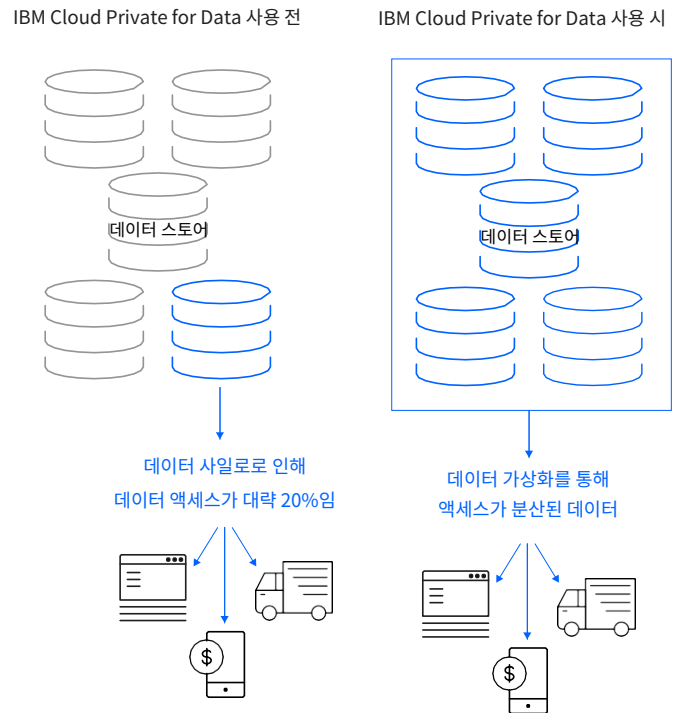 IBM Cloud Private for Data 사용 전
IBM Cloud Private for Data 사용 시
데이터 스토어
데이터 스토어
데이터 사일로로 인해
데이터 액세스가 대략 20%임
데이터 가상화를 통해
액세스가 분산된 데이터
$
$